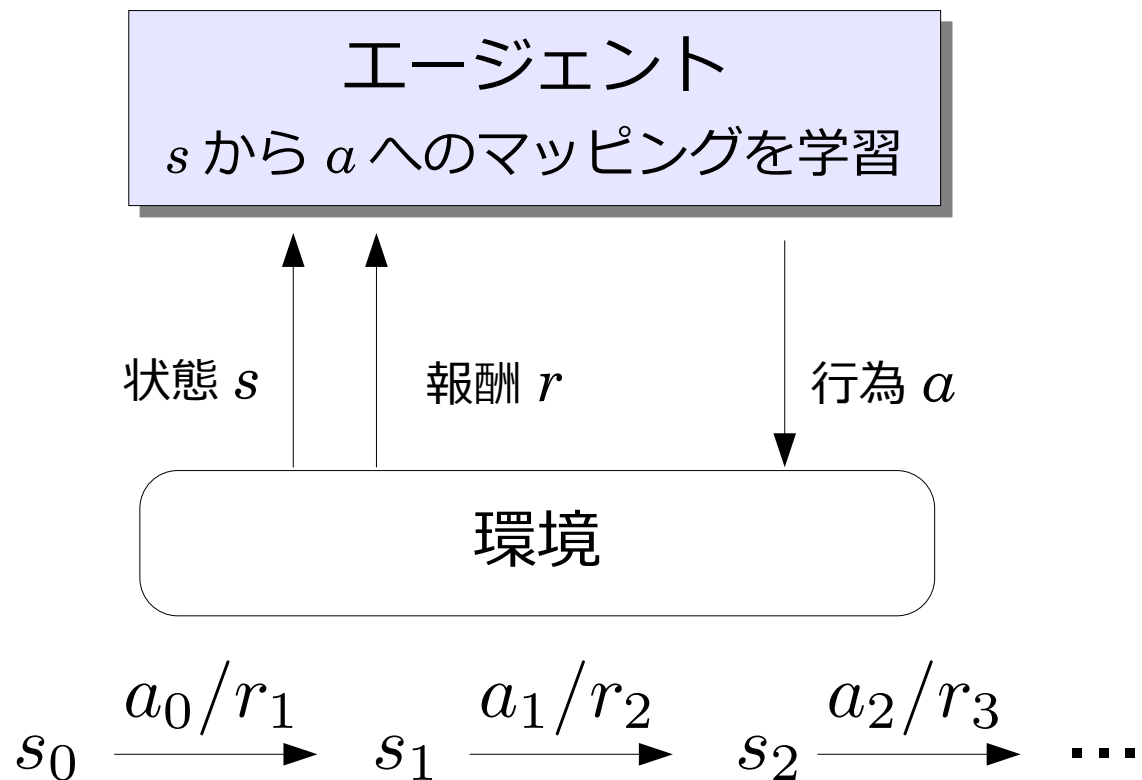 エージェント
s から a へのマッピングを学習
状態 s 報酬 r 行為 a
環境
a₀/r₁ a₁/r₂ a₂/r₃
s₀ s₁ s₂ ⋯